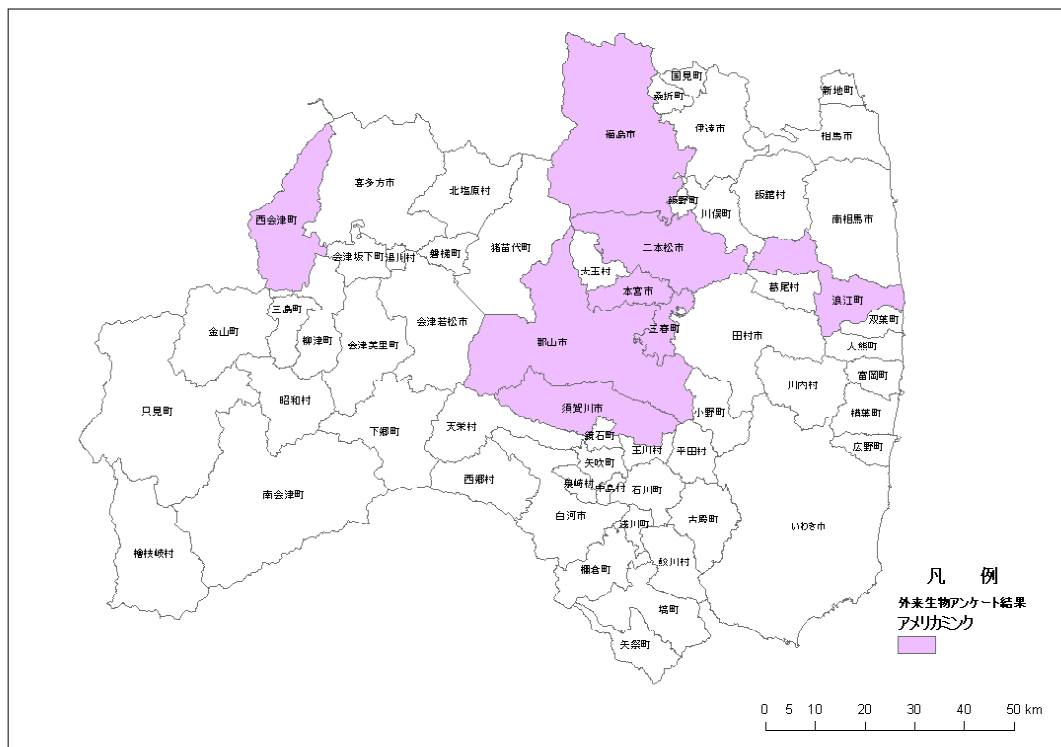 国見町
桑折町
新地町
福島市
伊達市
相馬市
喜多方市
北塩原村
飯舘村
飯野町
川俣町
南相馬市
西会津町
猪苗代町
二本松市
会津坂下町
湯川村
磐梯町
大玉村
葛尾村
本宮市
浪江町
三島町
双葉町
金山町
会津若松市
三春町
柳津町
会津美里町
郡山市
田村市
大熊町
川内村
富岡町
昭和村
只見町
須賀川市
小野町
楢葉町
下郷町
天栄村
鏡石町
玉川村
平田村
広野町
矢吹町
西郷村
泉崎村
中島村
石川町
南会津町
白河市
浅川町
古殿町
いわき市
檜枝岐村
棚倉町
鮫川村
塙町
矢祭町
凡 例
外来生物アンケート結果
アメリカミンク
0 5 10 20 30 40 50 km